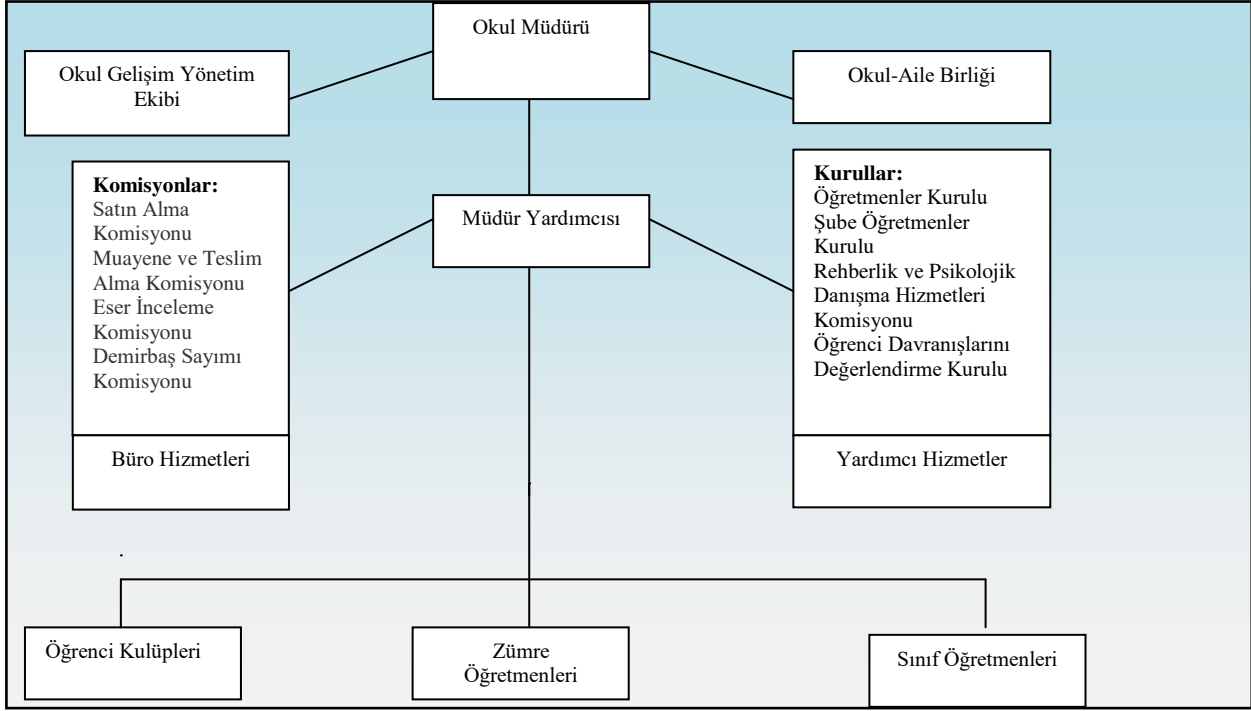 Okul Müdürü
Okul Gelişim Yönetim
Ekibi
Okul-Aile Birliği
Komisyonlar:
Satın Alma
Komisyonu
Muayene ve Teslim
Alma Komisyonu
Eser İnceleme
Komisyonu
Demirbaş Sayımı
Komisyonu
Müdür Yardımcısı
Kurullar:
Öğretmenler Kurulu
Şube Öğretmenler
Kurulu
Rehberlik ve Psikolojik
Danışma Hizmetleri
Komisyonu
Öğrenci Davranışlarını
Değerlendirme Kurulu
Büro Hizmetleri
Yardımcı Hizmetler
Öğrenci Kulüpleri
Zümre
Öğretmenleri
Sınıf Öğretmenleri